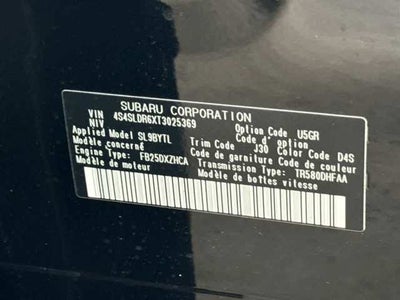 SUBARU CORPORATION
VIN 4S4SLDR6XT3025369 Option Code U5GR
NIV Code d' option
Applied Model SL9BYTL Trim Code J30 Color Code D4S
Modèle concerné Code de garniture Code de couleur
Engine Type FB25DXZHCA Transmission Type TR580DHFAA
Modèle de moteur Modèle de boîtes vitesse